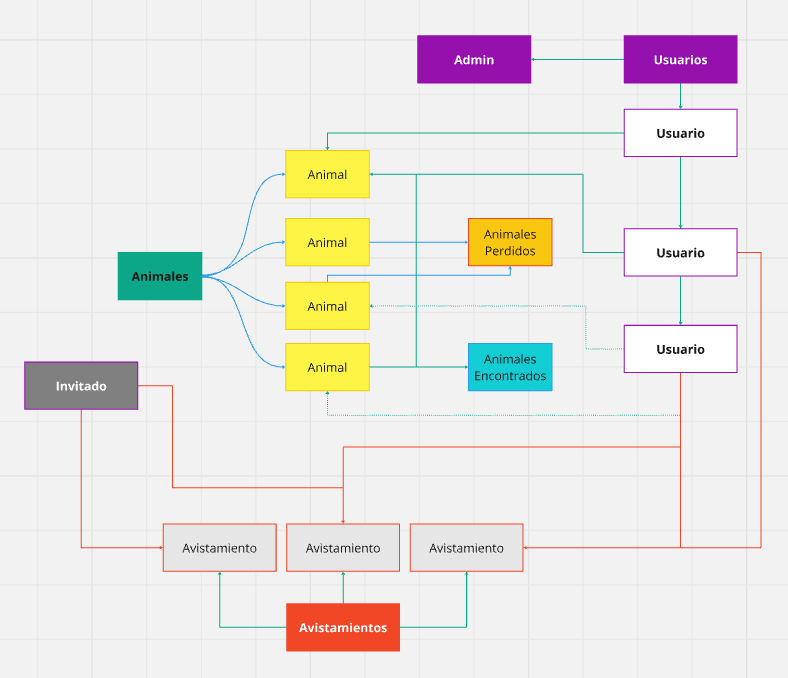 Admin
Usuarios
Usuario
Animal
Animal
Animales
Perdidos
Usuario
Animales
Animal
Animal
Animales
Encontrados
Usuario
Invitado
Avistamiento
Avistamiento
Avistamiento
Avistamientos